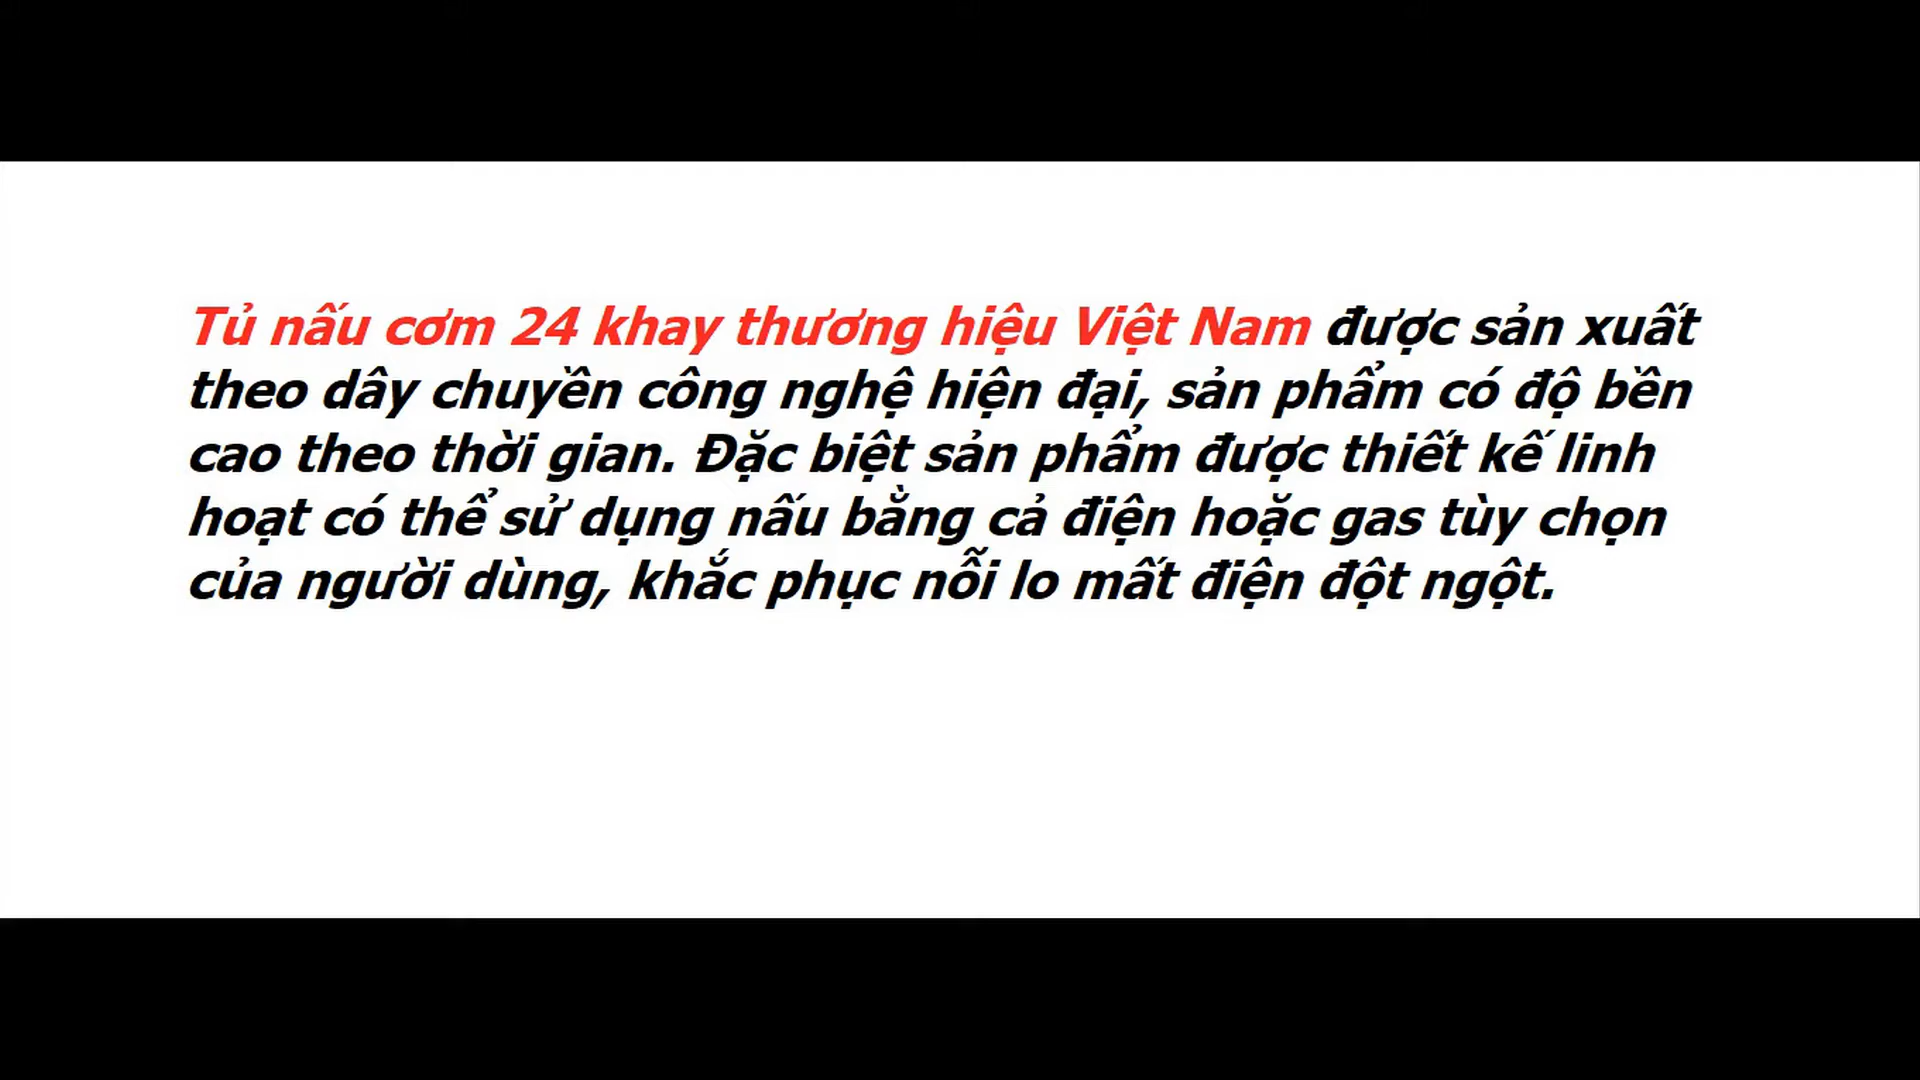 Tủ nấu cơm 24 khay thương hiệu Việt Nam được sản xuất
theo dây chuyền công nghệ hiện đại, sản phẩm có độ bền
cao theo thời gian. Đặc biệt sản phẩm được thiết kế linh
hoạt có thể sử dụng nấu bằng cả điện hoặc gas tùy chọn
của người dùng, khắc phục nỗi lo mất điện đột ngột.